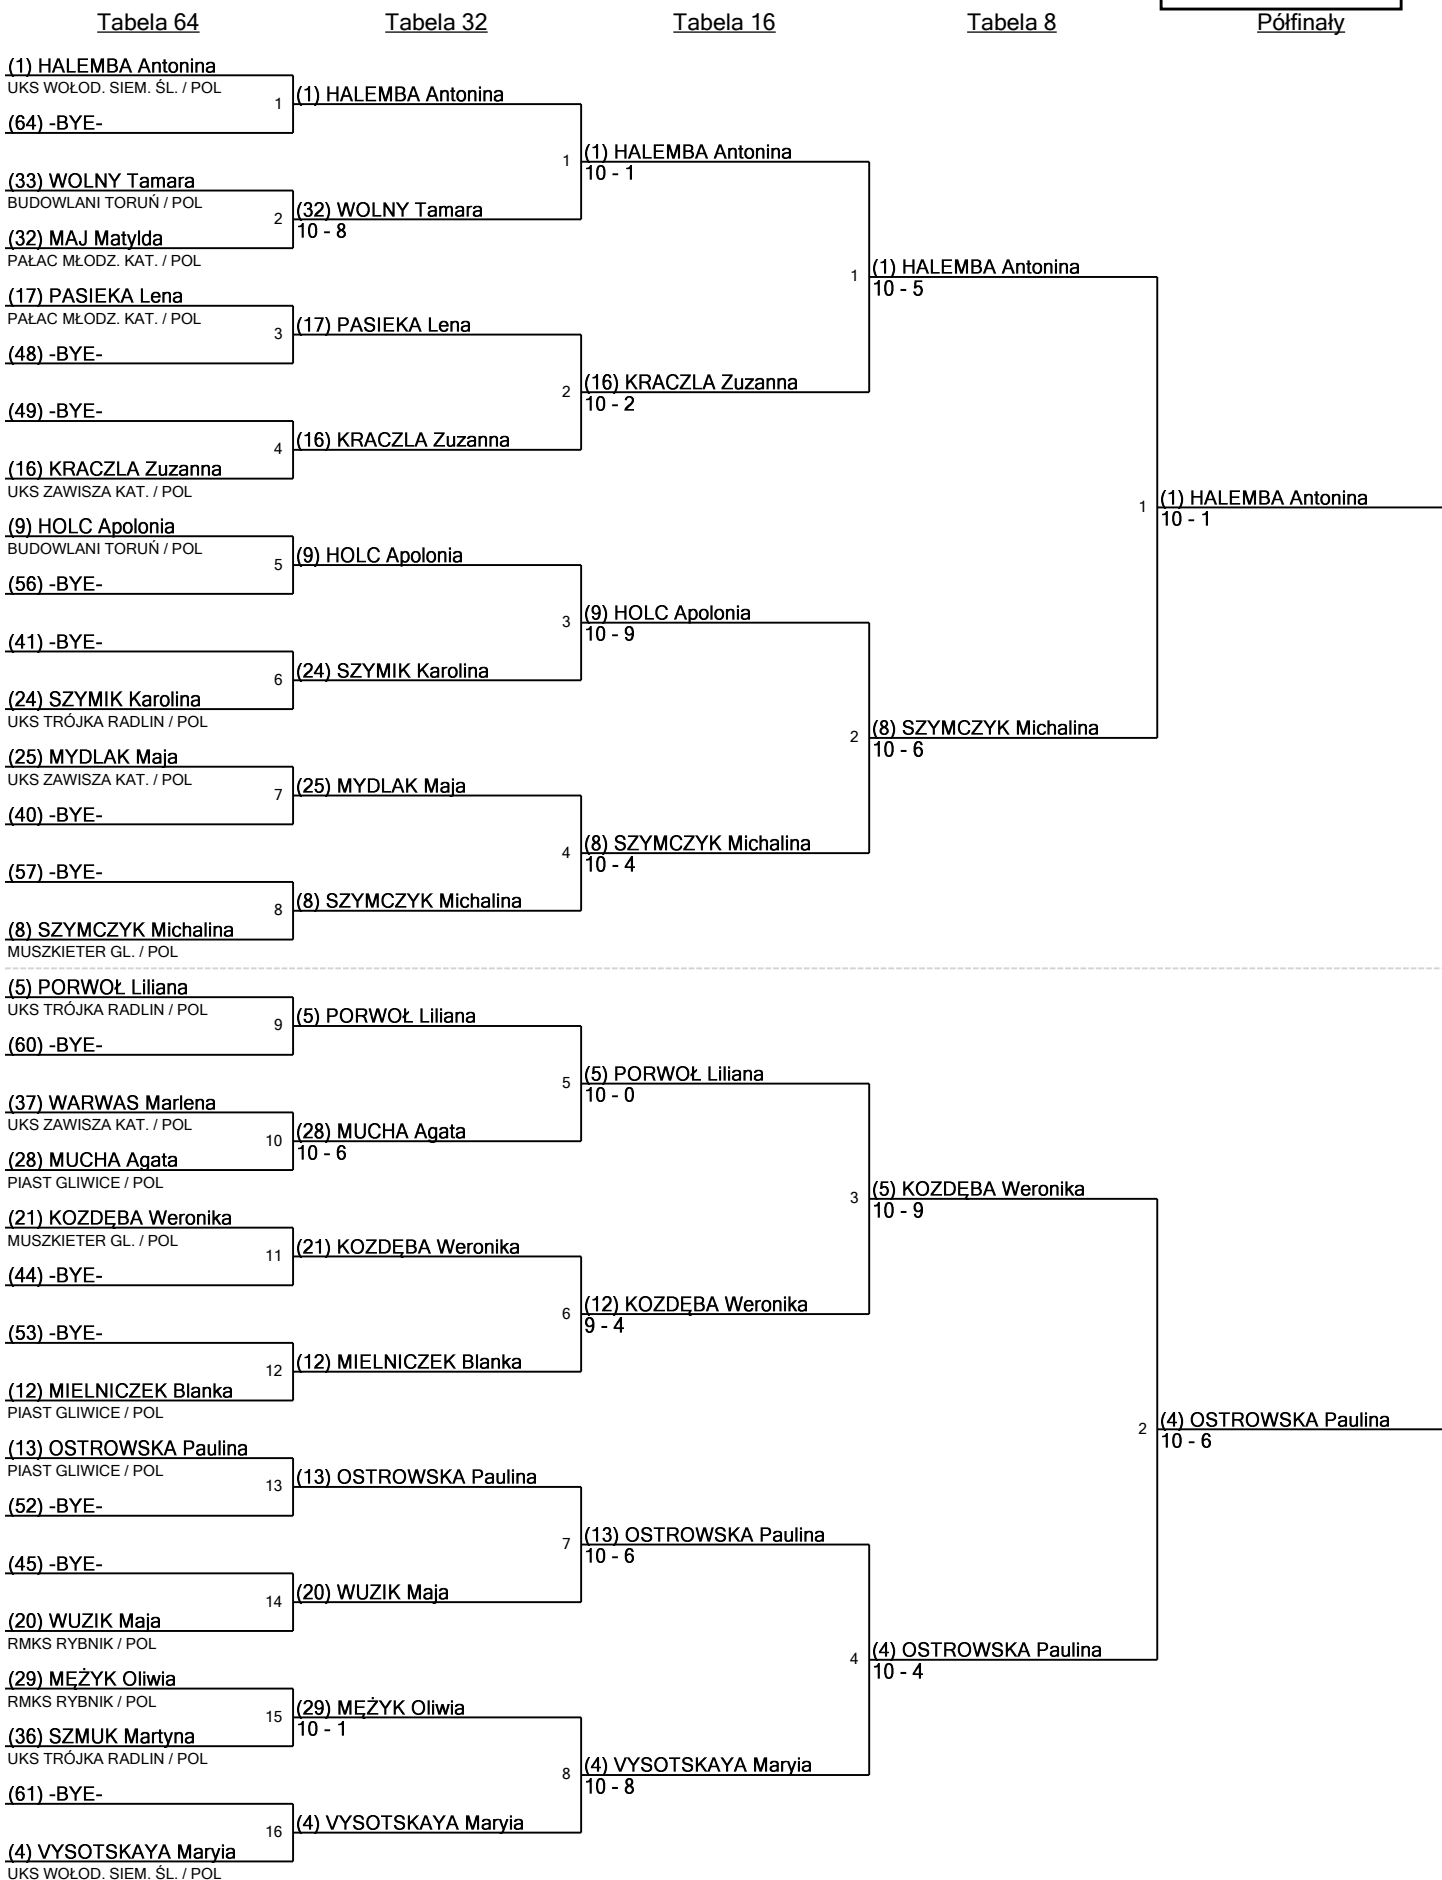 Tabela 64
Tabela 32
Tabela 16
Tabela 8
Półfinały
(1) HALEMBA Antonina
UKS WOŁOD. SIEM. ŚL. / POL
1
(64) -BYE-
(1) HALEMBA Antonina
(33) WOLNY Tamara
BUDOWLANI TORUŃ / POL
2
(32) MAJ Matylda
PAŁAC MŁODZ. KAT. / POL
(32) WOLNY Tamara
10 - 8
1
(1) HALEMBA Antonina
10 - 1
(17) PASIEKA Lena
PAŁAC MŁODZ. KAT. / POL
3
(48) -BYE-
(17) PASIEKA Lena
(49) -BYE-
4
(16) KRACZLA Zuzanna
UKS ZAWISZA KAT. / POL
(16) KRACZLA Zuzanna
2
(16) KRACZLA Zuzanna
10 - 2
1
(1) HALEMBA Antonina
10 - 5
(9) HOLC Apolonia
BUDOWLANI TORUŃ / POL
5
(56) -BYE-
(9) HOLC Apolonia
(41) -BYE-
6
(24) SZYMIK Karolina
UKS TRÓJKA RADLIN / POL
(24) SZYMIK Karolina
3
(9) HOLC Apolonia
10 - 9
(25) MYDLAK Maja
UKS ZAWISZA KAT. / POL
7
(40) -BYE-
(25) MYDLAK Maja
(57) -BYE-
8
(8) SZYMCZYK Michalina
MUSZKIETER GL. / POL
(8) SZYMCZYK Michalina
4
(8) SZYMCZYK Michalina
10 - 4
2
(8) SZYMCZYK Michalina
10 - 6
1
(1) HALEMBA Antonina
10 - 1
(5) PORWOŁ Liliana
UKS TRÓJKA RADLIN / POL
9
(60) -BYE-
(5) PORWOŁ Liliana
(37) WARWAS Marlena
UKS ZAWISZA KAT. / POL
10
(28) MUCHA Agata
PIAST GLIWICE / POL
(28) MUCHA Agata
10 - 6
5
(5) PORWOŁ Liliana
10 - 0
(21) KOZDĘBA Weronika
MUSZKIETER GL. / POL
11
(44) -BYE-
(21) KOZDĘBA Weronika
(53) -BYE-
12
(12) MIELNICZEK Blanka
PIAST GLIWICE / POL
(12) MIELNICZEK Blanka
6
(12) KOZDĘBA Weronika
9 - 4
3
(5) KOZDĘBA Weronika
10 - 9
(13) OSTROWSKA Paulina
PIAST GLIWICE / POL
13
(52) -BYE-
(13) OSTROWSKA Paulina
(45) -BYE-
14
(20) WUZIK Maja
RMKS RYBNIK / POL
(20) WUZIK Maja
7
(13) OSTROWSKA Paulina
10 - 6
(29) MĘŻYK Oliwia
RMKS RYBNIK / POL
15
(36) SZMUK Martyna
UKS TRÓJKA RADLIN / POL
(29) MĘŻYK Oliwia
10 - 1
(61) -BYE-
16
(4) VYSOTSKAYA Maryia
UKS WOŁOD. SIEM. ŚL. / POL
(4) VYSOTSKAYA Maryia
8
(4) VYSOTSKAYA Maryia
10 - 8
4
(4) OSTROWSKA Paulina
10 - 4
2
(4) OSTROWSKA Paulina
10 - 6